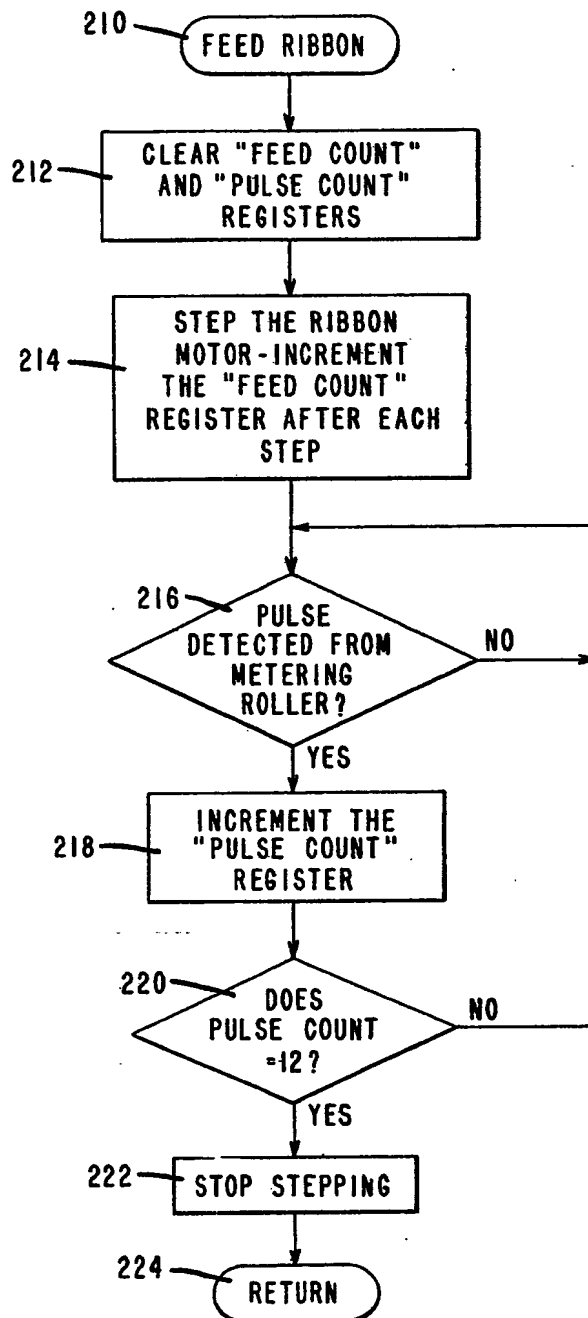 210
FEED RIBBON
212
CLEAR "FEED COUNT"
AND "PULSE COUNT"
REGISTERS
214
STEP THE RIBBON
MOTOR-INCREMENT
THE "FEED COUNT"
REGISTER AFTER EACH
STEP
216
PULSE
DETECTED FROM
METERING
ROLLER?
NO
YES
218
INCREMENT THE
"PULSE COUNT"
REGISTER
220
DOES
PULSE COUNT
=12?
NO
YES
222
STOP STEPPING
224
RETURN